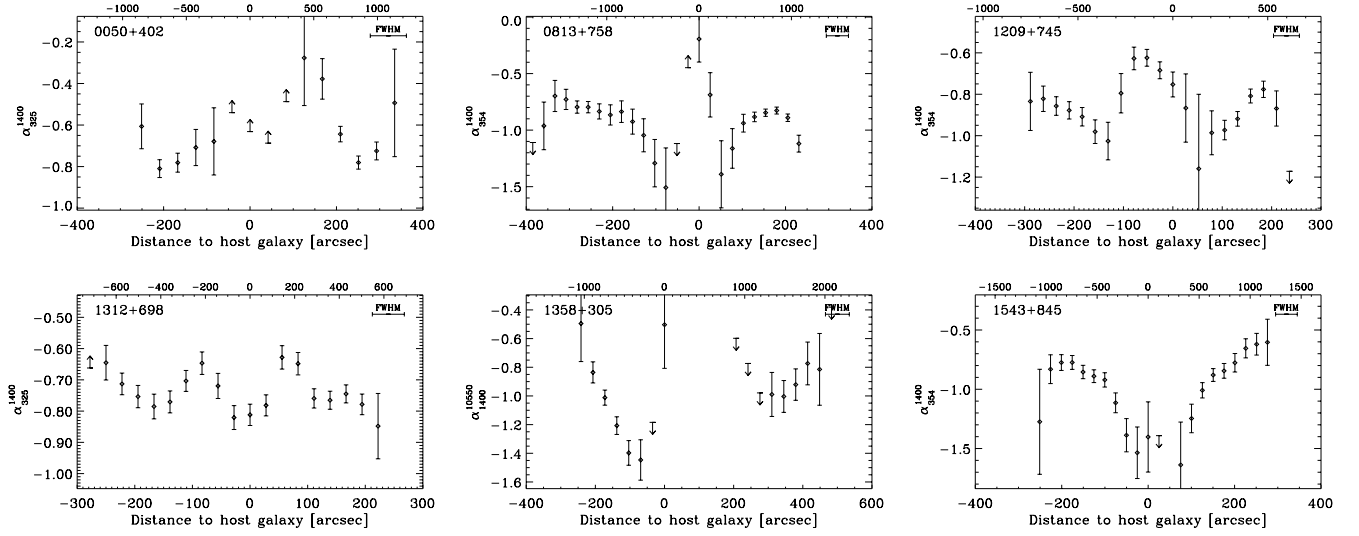 −1000 −500 0 500 1000
0050+402
FWHM
−0.2
−0.4
−0.6
−0.8
−1.0
α 1400 325
−400 −200 0 200 400
Distance to host galaxy [arcsec]
−1000 0 1000
0813+758
FWHM
0.0
−0.5
−1.0
−1.5
α 1400 354
−400 −200 0 200 400
Distance to host galaxy [arcsec]
−1000 −500 0 500
1209+745
FWHM
−0.6
−0.8
−1.0
−1.2
α 1400 354
−400 −300 −200 −100 0 100 200 300
Distance to host galaxy [arcsec]
−600 −400 −200 0 200 400 600 800
1312+698
FWHM
−0.50
−0.60
−0.70
−0.80
−0.90
−1.00
α 1400 325
−300 −200 −100 0 100 200 300
Distance to host galaxy [arcsec]
−1000 0 1000 2000
1358+305
FWHM
−0.4
−0.6
−0.8
−1.0
−1.2
−1.4
−1.6
α 10550 1400
−400 −200 0 200 400 600
Distance to host galaxy [arcsec]
−1500 −1000 −500 0 500 1000 1500
1543+845
FWHM
−0.5
−1.0
−1.5
α 1400 354
−400 −200 0 200 400
Distance to host galaxy [arcsec]